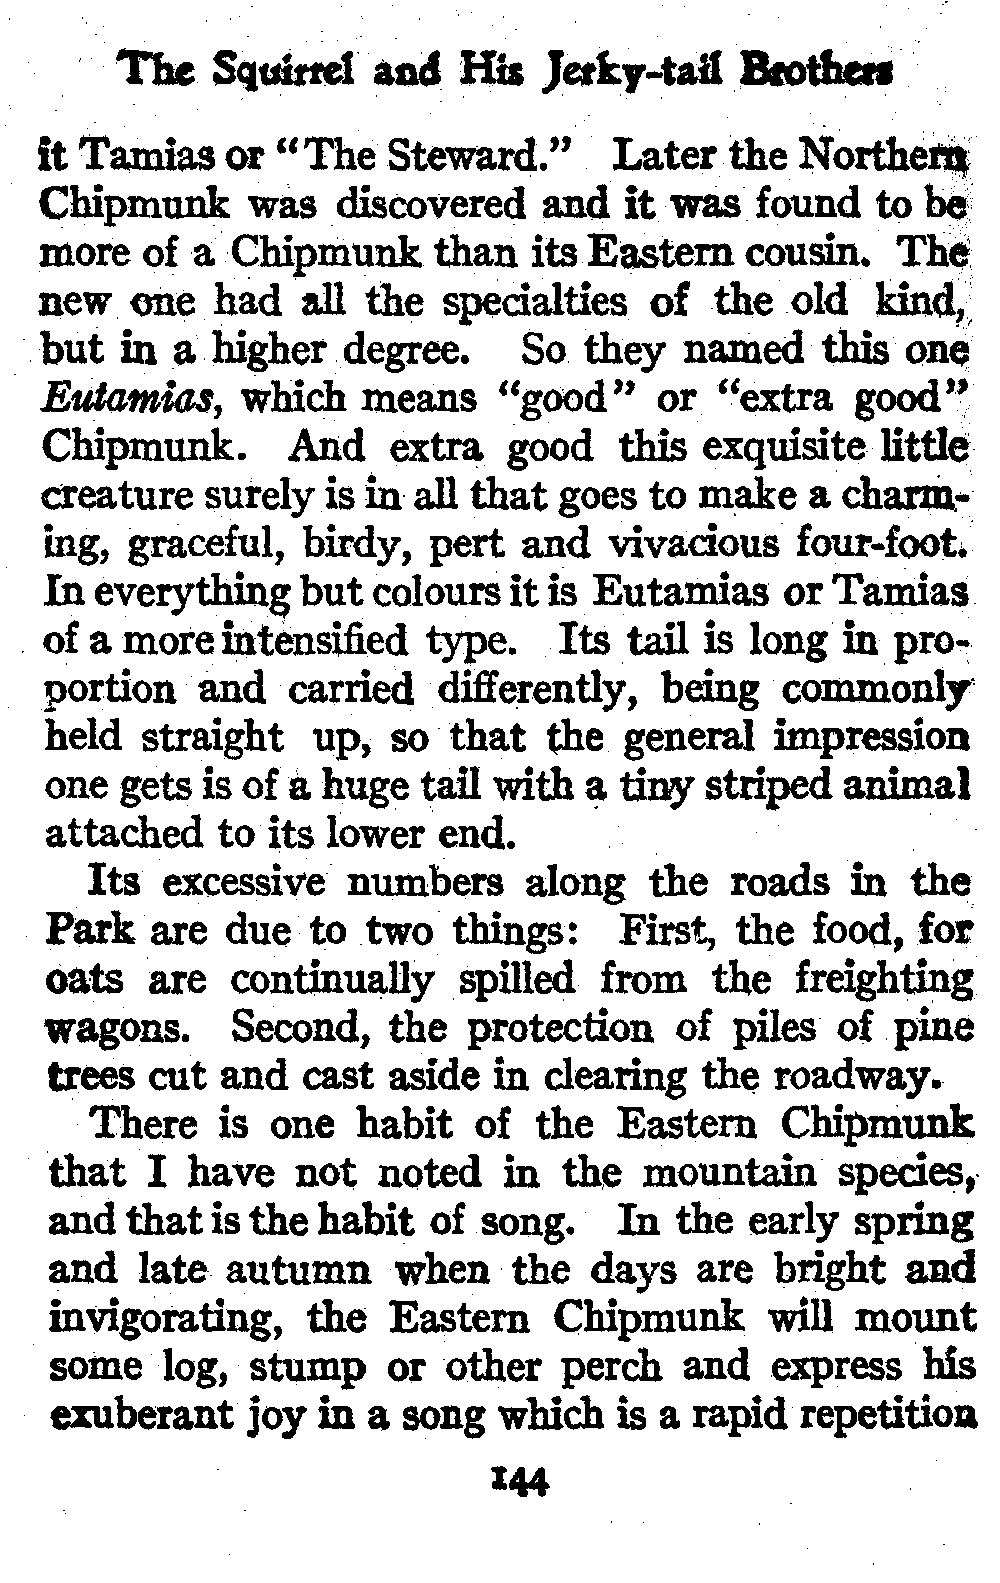 The Squirrel and His Jerky-tail Brothers
it Tamias or “The Steward.” Later the Northern
Chipmunk was discovered and it was found to be
more of a Chipmunk than its Eastern cousin. The
new one had all the specialties of the old kind,
but in a higher degree. So they named this one
Eutamias, which means “good” or “extra good”
Chipmunk. And extra good this exquisite little
creature surely is in all that goes to make a charm-
ing, graceful, birdy, pert and vivacious four-foot.
In everything but colours it is Eutamias or Tamias
of a more intensified type. Its tail is long in pro-
portion and carried differently, being commonly
held straight up, so that the general impression
one gets is of a huge tail with a tiny striped animal
attached to its lower end.
Its excessive numbers along the roads in the
Park are due to two things: First, the food, for
oats are continually spilled from the freighting
wagons. Second, the protection of piles of pine
trees cut and cast aside in clearing the roadway.
There is one habit of the Eastern Chipmunk
that I have not noted in the mountain species,
and that is the habit of song. In the early spring
and late autumn when the days are bright and
invigorating, the Eastern Chipmunk will mount
some log, stump or other perch and express his
exuberant joy in a song which is a rapid repetition
144